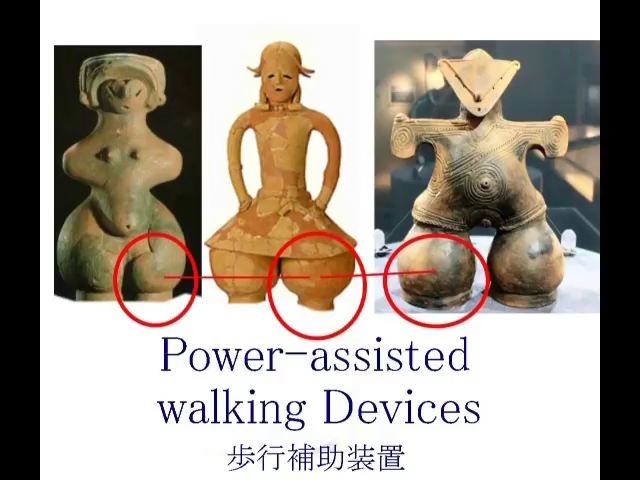 Power-assisted
walking Devices
歩行補助装置